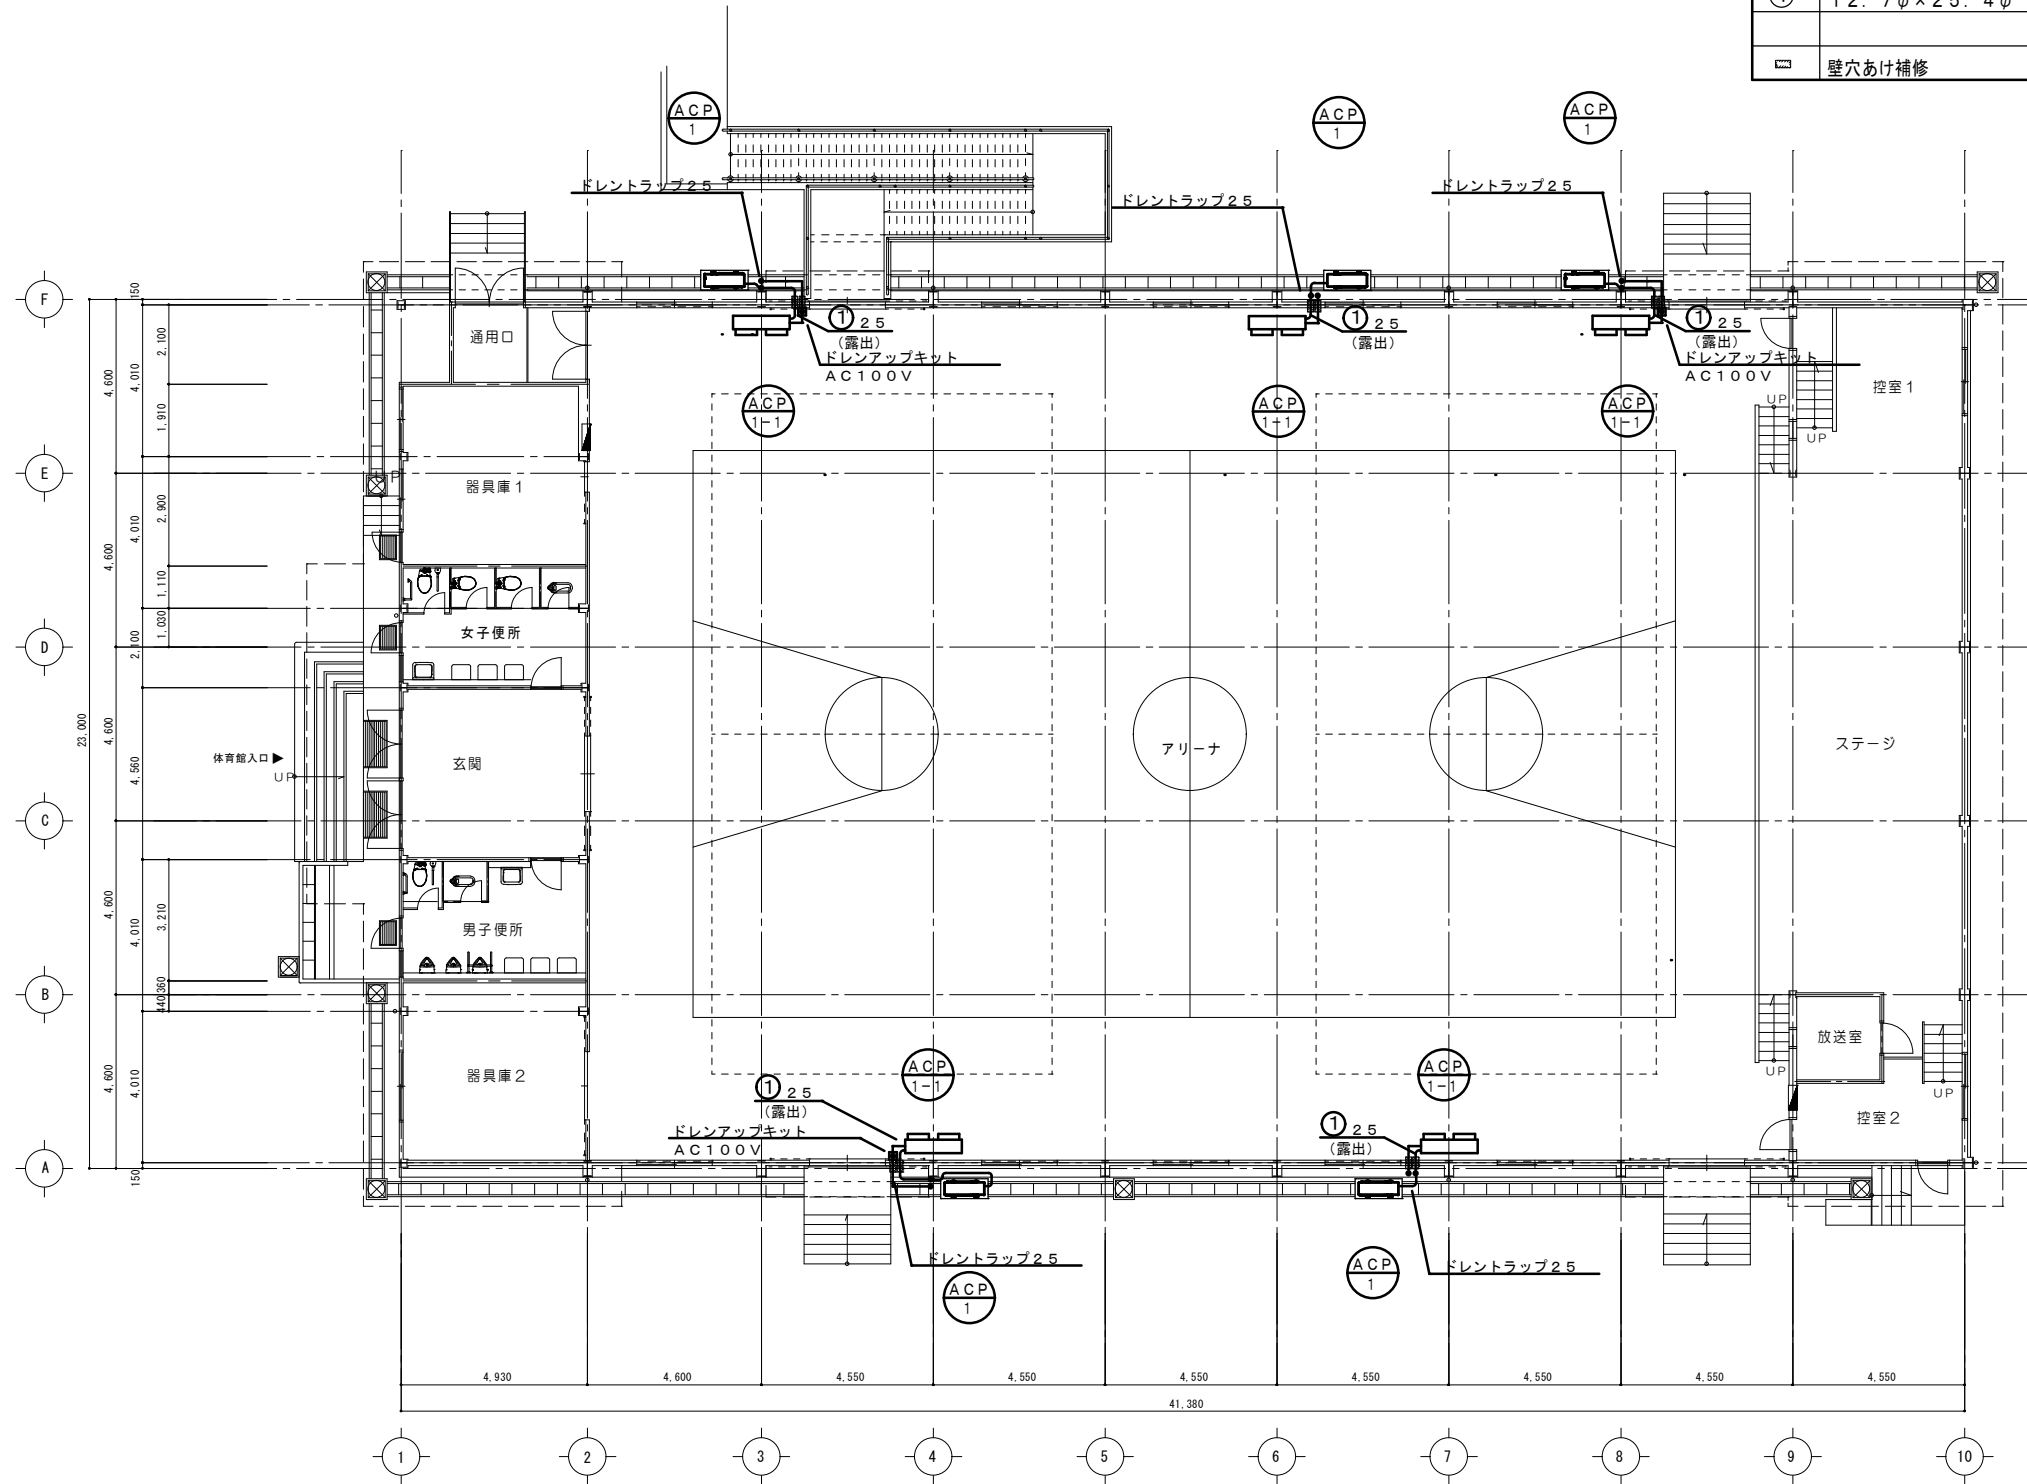 １２．７φ×２５．４φ
壁穴あけ補修
ACP
1
ACP
1
ACP
1
ドレントラップ２５
ドレントラップ２５
ドレントラップ２５
F
150
通用口
① ２５
（露出）
ドレンアップキット
ＡＣ１００Ｖ
① ２５
（露出）
① ２５
（露出）
ドレンアップキット
ＡＣ１００Ｖ
2,100
4,010
4,600
1,910
ACP
1-1
ACP
1-1
ACP
1-1
控室１
UP
UP
E
器具庫１
2,900
4,010
4,600
1,110
1,030
女子便所
D
2,100
23,000
4,600
4,560
体育館入口
UP
玄関
アリーナ
ステージ
C
4,600
4,010
3,210
男子便所
B
360
440
4,600
4,010
器具庫２
ACP
1-1
ACP
1-1
放送室
UP
UP
控室２
① ２５
（露出）
ドレンアップキット
ＡＣ１００Ｖ
① ２５
（露出）
A
150
ドレントラップ２５
ACP
1
ACP
1
ドレントラップ２５
4,930
4,600
4,550
4,550
4,550
4,550
4,550
4,550
4,550
41,380
1
2
3
4
5
6
7
8
9
10